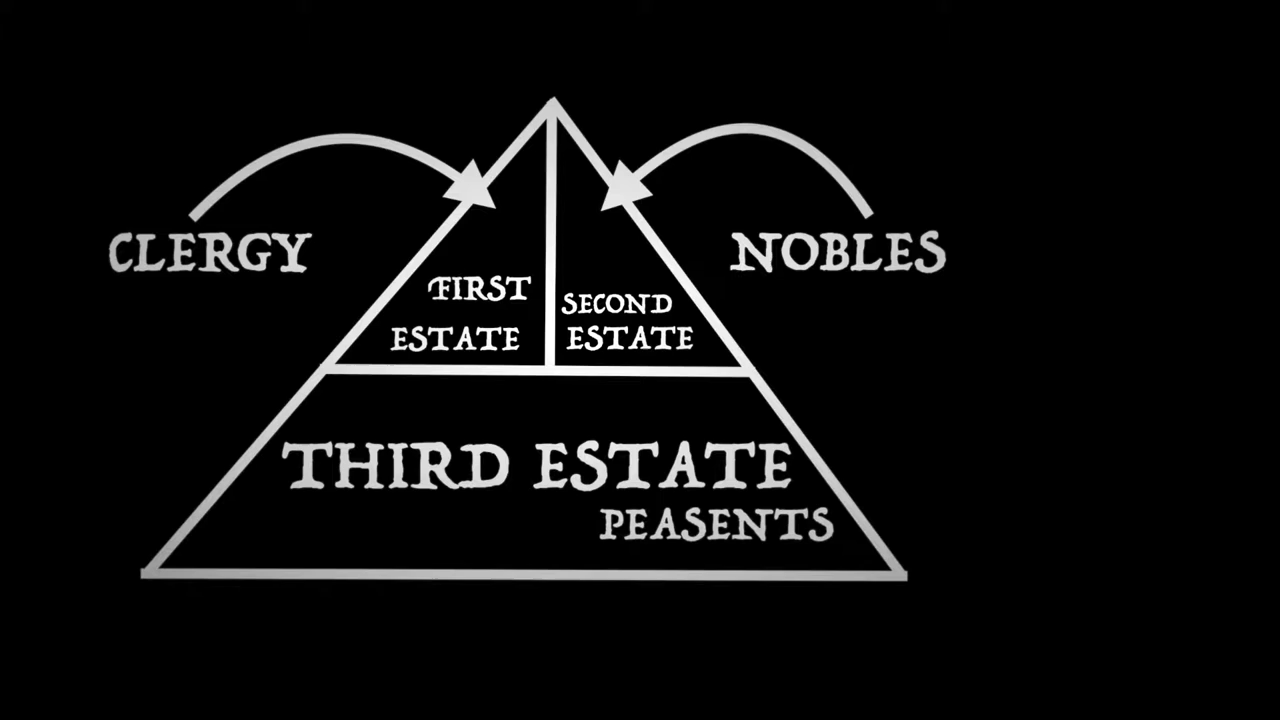 CLERGY
NOBLES
FIRST
ESTATE
SECOND
ESTATE
THIRD ESTATE
PEASENTS